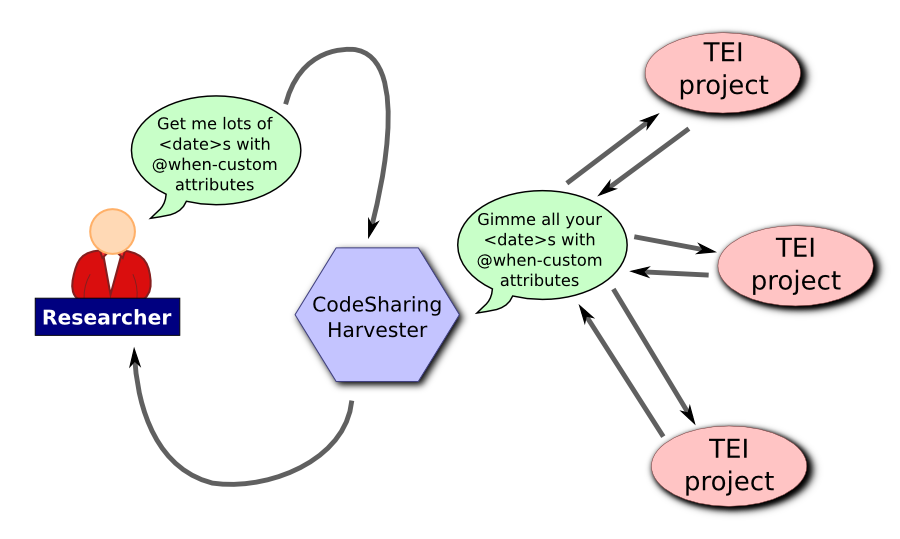 Get me lots of
<date>s with
@when-custom
attributes
Researcher
CodeSharing
Harvester
Gimme all your
<date>s with
@when-custom
attributes
TEI
project
TEI
project
TEI
project